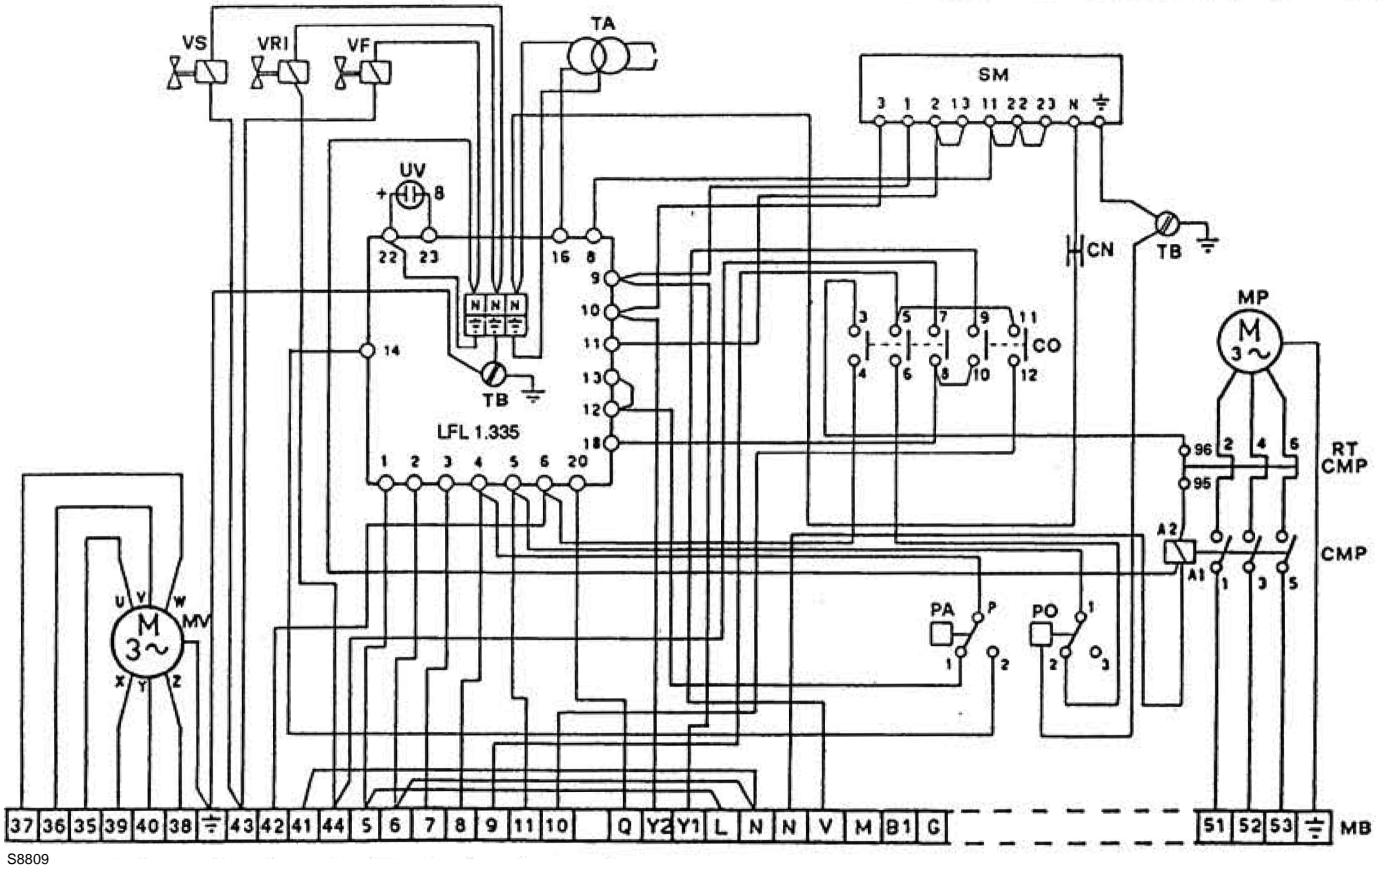 TA
VS VRI VF
SM
3 1 2 13 11 22 23 N
UV
+ 8
22 23 16 8
TB
CN
9
N N N
10
MP
M
3~
3 5 7 9 11
14
11
CO
4 6 8 10 12
13
TB
12
LFL 1.335
18
96 2 4 6 RT
CMP
1 2 3 4 5 6 20
95
A2
CMP
A1 1 3 5
U V W
M
3~
MV
PA P PO 1
1 2 2 3
X Y Z
37 36 35 39 40 38 43 42 41 44 5 6 7 8 9 11 10 Q Y2 Y1 L N N V M B1 G 51 52 53 MB
S8809